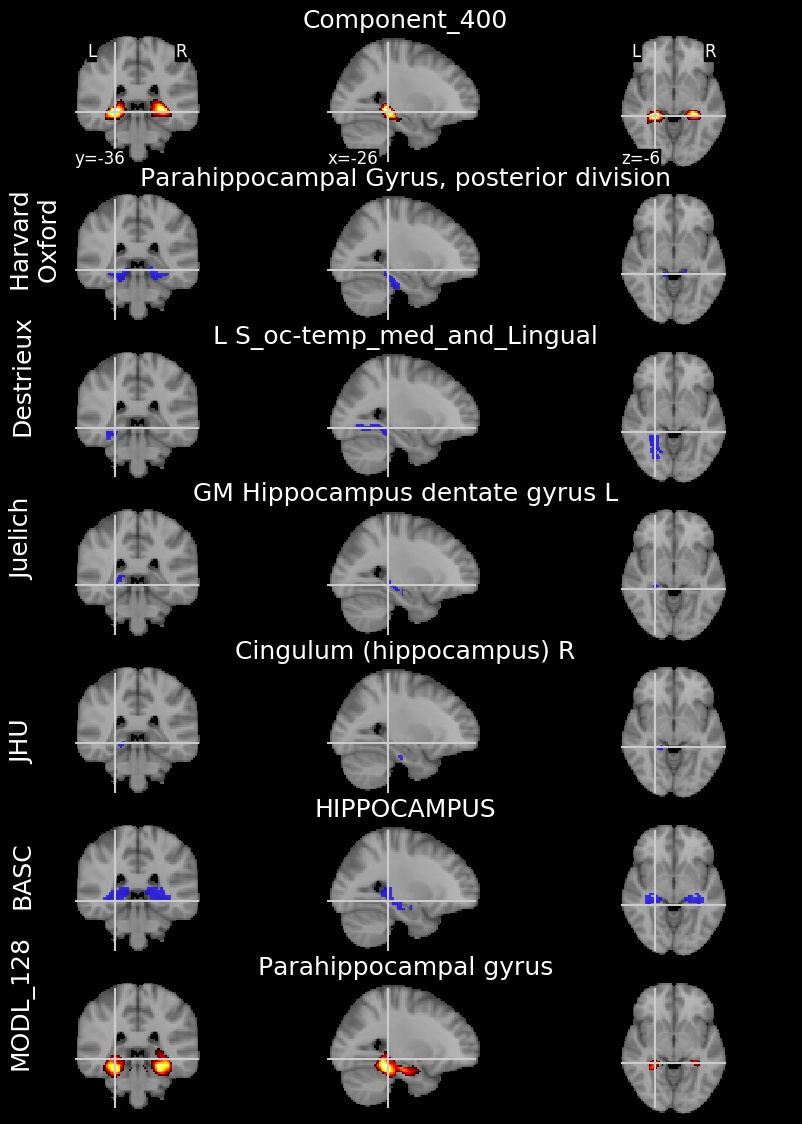 Component_400
L R
L R
y=-36
x=-26
z=-6
Parahippocampal Gyrus, posterior division
Harvard
Oxford
L S_oc-temp_med_and_Lingual
Destrieux
GM Hippocampus dentate gyrus L
Juelich
Cingulum (hippocampus) R
JHU
HIPPOCAMPUS
BASC
Parahippocampal gyrus
MODL_128